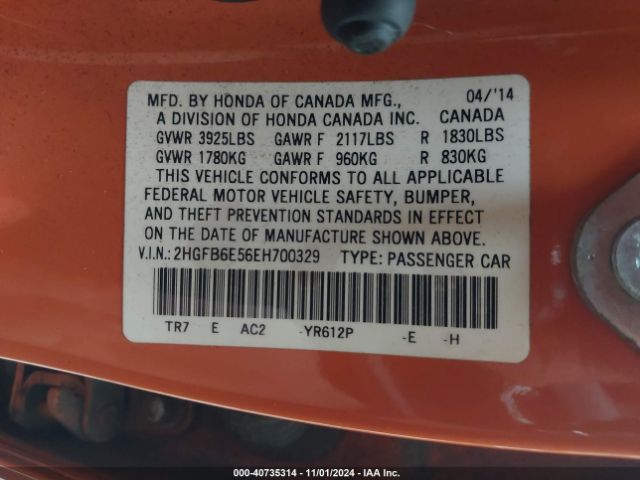 MFD. BY HONDA OF CANADA MFG., 04/'14
A DIVISION OF HONDA CANADA INC. CANADA
GVWR 3925LBS GAWR F 2117LBS R 1830LBS
GVWR 1780KG GAWR F 960KG R 830KG
THIS VEHICLE CONFORMS TO ALL APPLICABLE
FEDERAL MOTOR VEHICLE SAFETY, BUMPER,
AND THEFT PREVENTION STANDARDS IN EFFECT
ON THE DATE OF MANUFACTURE SHOWN ABOVE.
V.I.N.: 2HGFB6E56EH700329 TYPE: PASSENGER CAR
TR7 E AC2 -YR612P -E -H
000-40735314 - 11/01/2024 - IAA Inc.